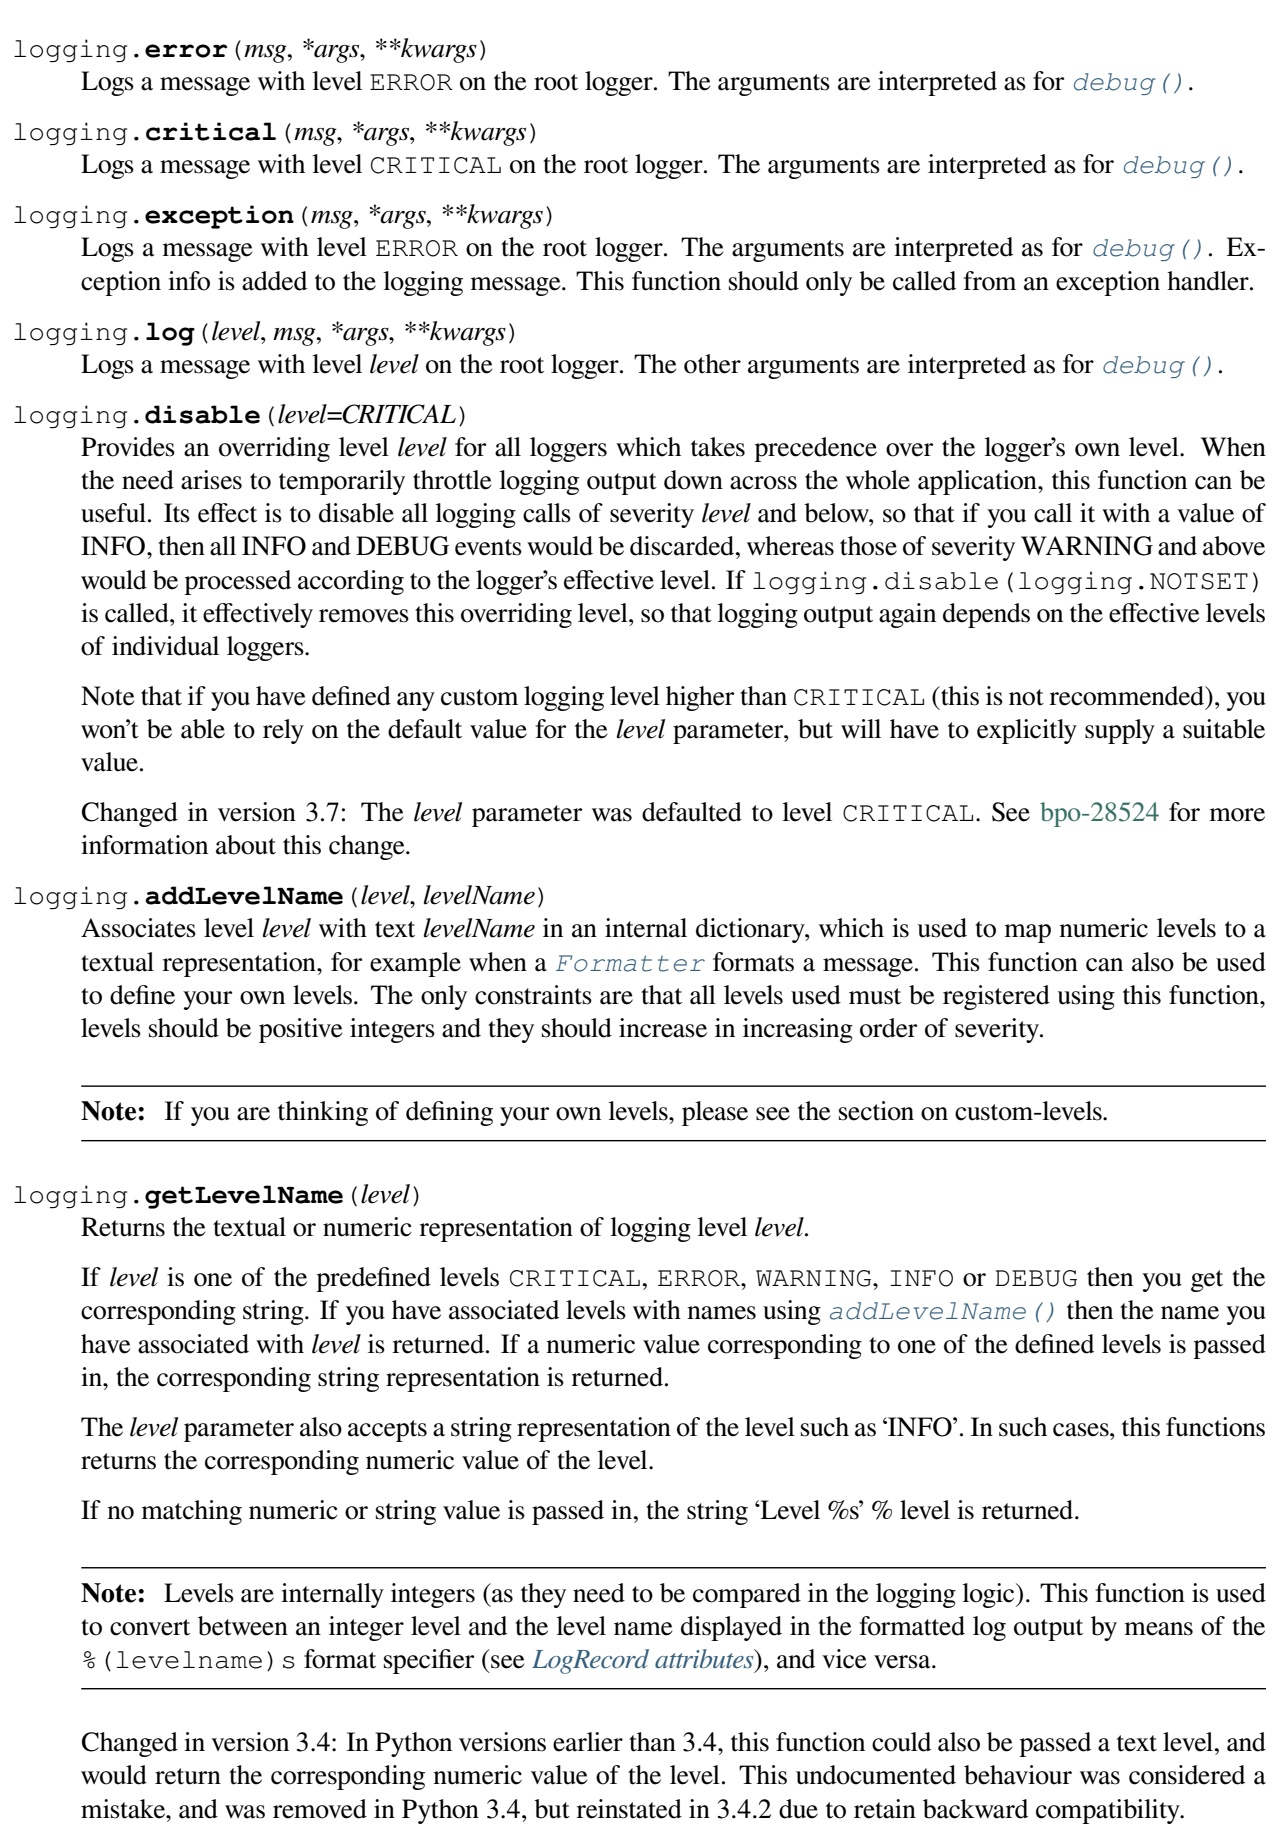 logging.error(msg, *args, **kwargs)
Logs a message with level ERROR on the root logger. The arguments are interpreted as for debug().
logging.critical(msg, *args, **kwargs)
Logs a message with level CRITICAL on the root logger. The arguments are interpreted as for debug().
logging.exception(msg, *args, **kwargs)
Logs a message with level ERROR on the root logger. The arguments are interpreted as for debug(). Ex-
ception info is added to the logging message. This function should only be called from an exception handler.
logging.log(level, msg, *args, **kwargs)
Logs a message with level level on the root logger. The other arguments are interpreted as for debug().
logging.disable(level=CRITICAL)
Provides an overriding level level for all loggers which takes precedence over the logger’s own level. When
the need arises to temporarily throttle logging output down across the whole application, this function can be
useful. Its effect is to disable all logging calls of severity level and below, so that if you call it with a value of
INFO, then all INFO and DEBUG events would be discarded, whereas those of severity WARNING and above
would be processed according to the logger’s effective level. If logging.disable(logging.NOTSET)
is called, it effectively removes this overriding level, so that logging output again depends on the effective levels
of individual loggers.
Note that if you have defined any custom logging level higher than CRITICAL (this is not recommended), you
won’t be able to rely on the default value for the level parameter, but will have to explicitly supply a suitable
value.
Changed in version 3.7: The level parameter was defaulted to level CRITICAL. See bpo-28524 for more
information about this change.
logging.addLevelName(level, levelName)
Associates level level with text levelName in an internal dictionary, which is used to map numeric levels to a
textual representation, for example when a Formatter formats a message. This function can also be used
to define your own levels. The only constraints are that all levels used must be registered using this function,
levels should be positive integers and they should increase in increasing order of severity.
Note: If you are thinking of defining your own levels, please see the section on custom-levels.
logging.getLevelName(level)
Returns the textual or numeric representation of logging level level.
If level is one of the predefined levels CRITICAL, ERROR, WARNING, INFO or DEBUG then you get the
corresponding string. If you have associated levels with names using addLevelName() then the name you
have associated with level is returned. If a numeric value corresponding to one of the defined levels is passed
in, the corresponding string representation is returned.
The level parameter also accepts a string representation of the level such as ‘INFO’. In such cases, this functions
returns the corresponding numeric value of the level.
If no matching numeric or string value is passed in, the string ‘Level %s’ % level is returned.
Note: Levels are internally integers (as they need to be compared in the logging logic). This function is used
to convert between an integer level and the level name displayed in the formatted log output by means of the
%(levelname)s format specifier (see LogRecord attributes), and vice versa.
Changed in version 3.4: In Python versions earlier than 3.4, this function could also be passed a text level, and
would return the corresponding numeric value of the level. This undocumented behaviour was considered a
mistake, and was removed in Python 3.4, but reinstated in 3.4.2 due to retain backward compatibility.